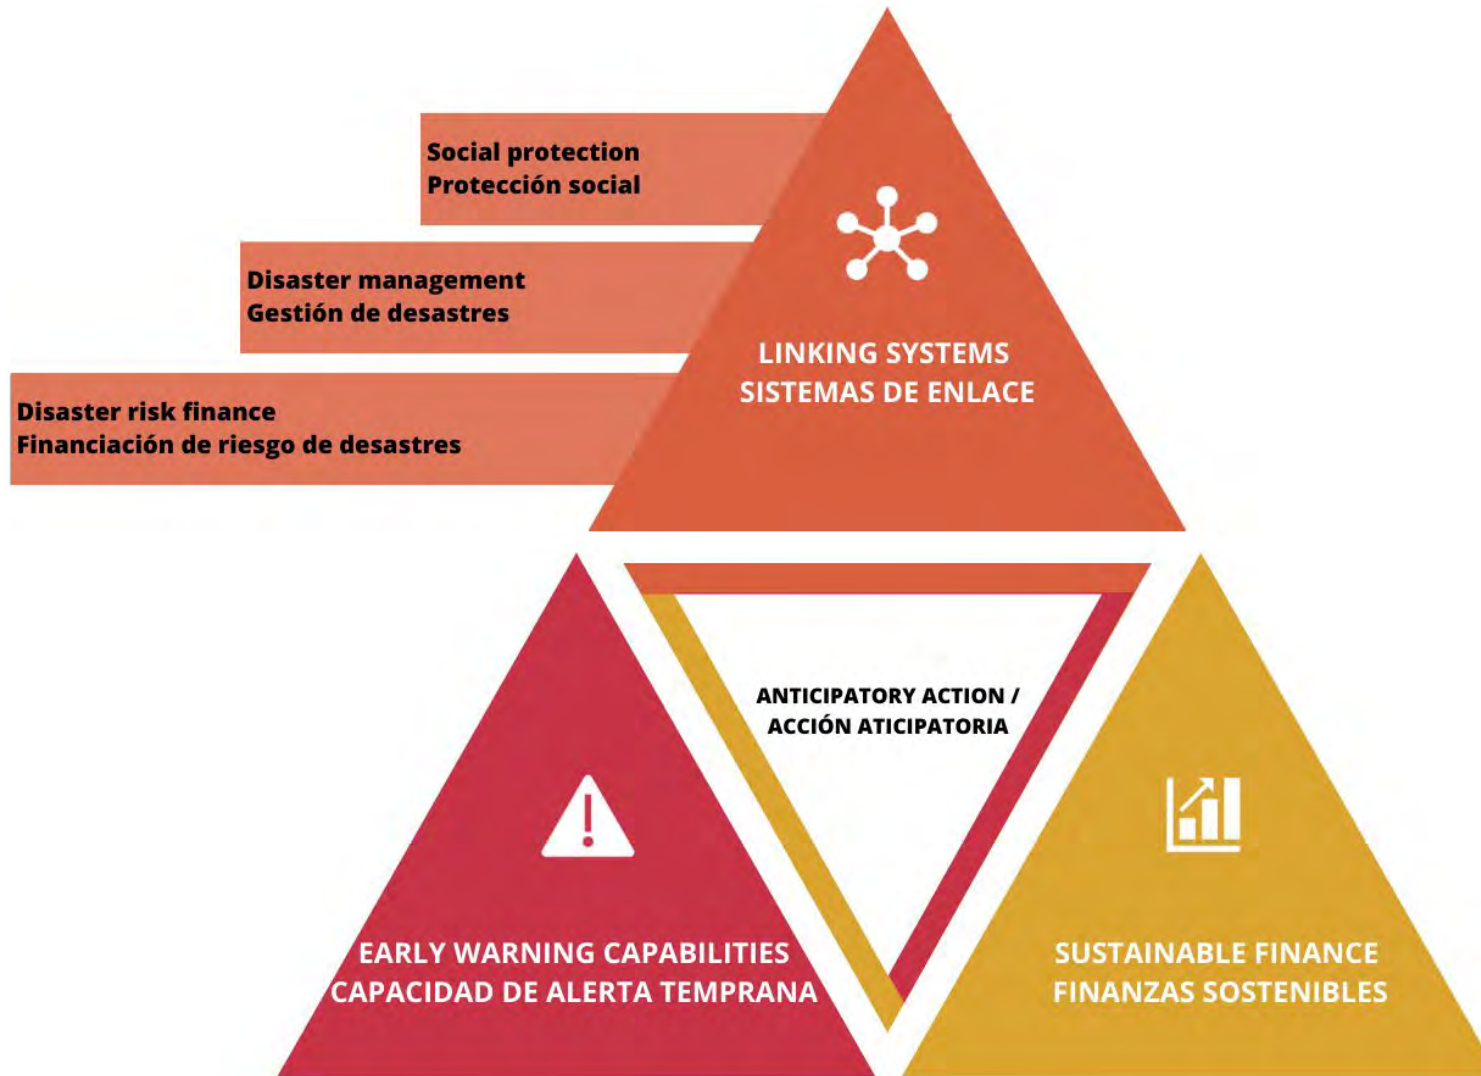 Social protection
Protección social
Disaster management
Gestión de desastres
Disaster risk finance
Financiación de riesgo de desastres
LINKING SYSTEMS
SISTEMAS DE ENLACE
ANTICIPATORY ACTION /
ACCIÓN ATICIPATORIA
EARLY WARNING CAPABILITIES
CAPACIDAD DE ALERTA TEMPRANA
SUSTAINABLE FINANCE
FINANZAS SOSTENIBLES